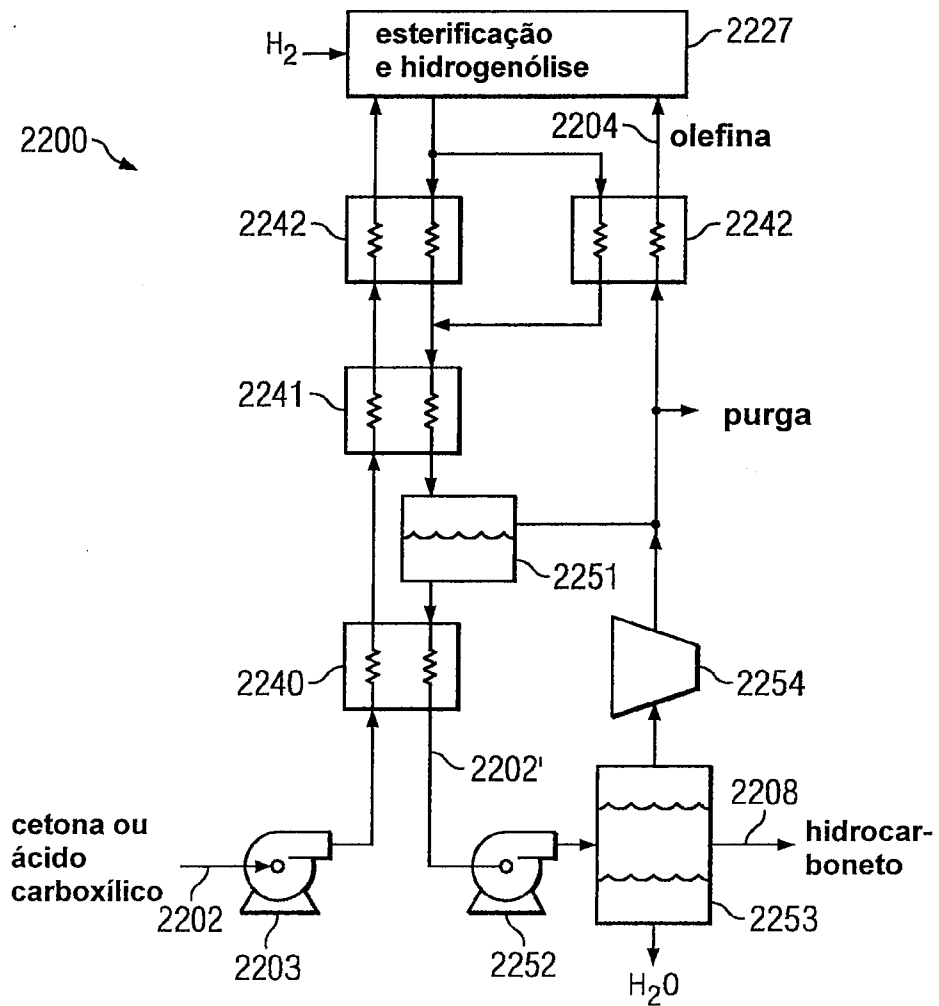 esterificação
e hidrogenólise
H2
2227
2200
2204
olefina
2242
2242
2241
purga
2251
2240
2254
2202'
2208
cetona ou
ácido
carboxílico
hidrocar-
boneto
2202
2203
2252
2253
H2O